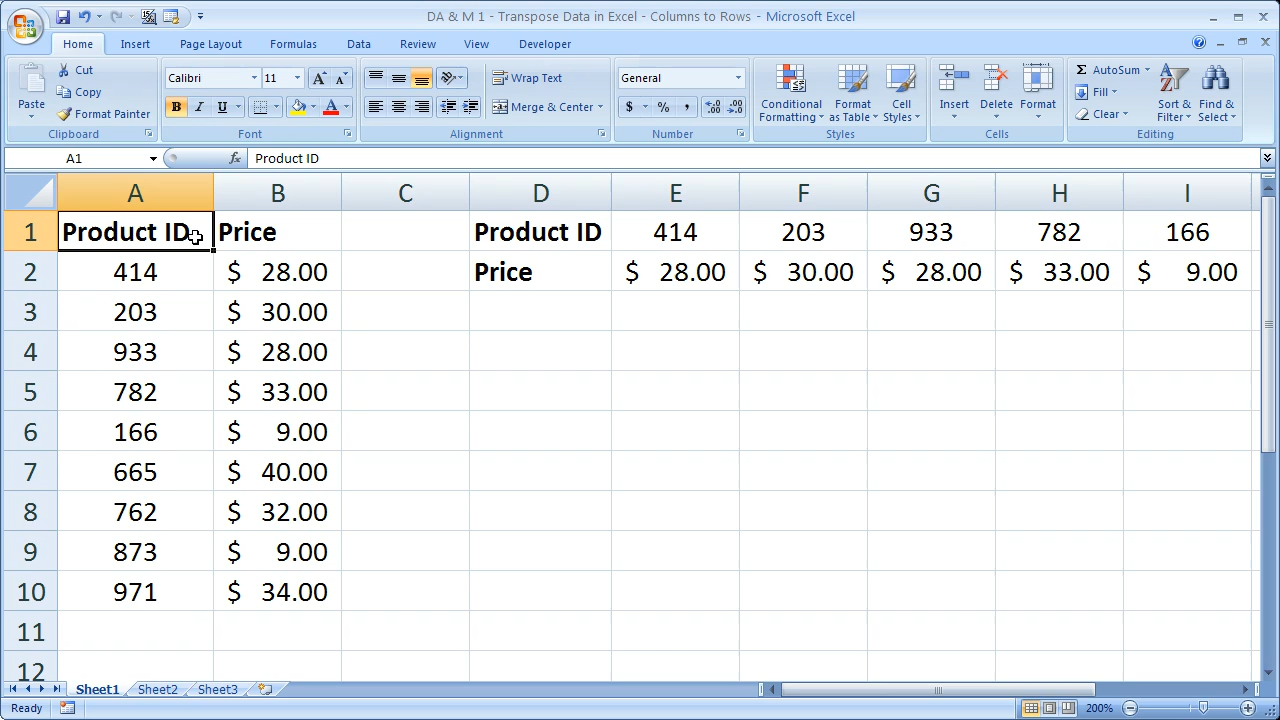 DA & M 1 - Transpose Data in Excel - Columns to Rows - Microsoft Excel
Home Insert Page Layout Formulas Data Review View Developer
Paste Cut Copy Format Painter Clipboard
Calibri 11 A A B I U A Font
Wrap Text Merge & Center Alignment
General $ % , .0 .00 .00 .0 Number
Conditional Formatting Format as Table Cell Styles Styles
Insert Delete Format Cells
Σ AutoSum Fill Clear Sort & Filter Find & Select Editing
A1 fx Product ID
A B C D E F G H I
1 Product ID Price Product ID 414 203 933 782 166
2 414 $ 28.00 Price $ 28.00 $ 30.00 $ 28.00 $ 33.00 $ 9.00
3 203 $ 30.00
4 933 $ 28.00
5 782 $ 33.00
6 166 $ 9.00
7 665 $ 40.00
8 762 $ 32.00
9 873 $ 9.00
10 971 $ 34.00
11
12
Sheet1 Sheet2 Sheet3
Ready 200%